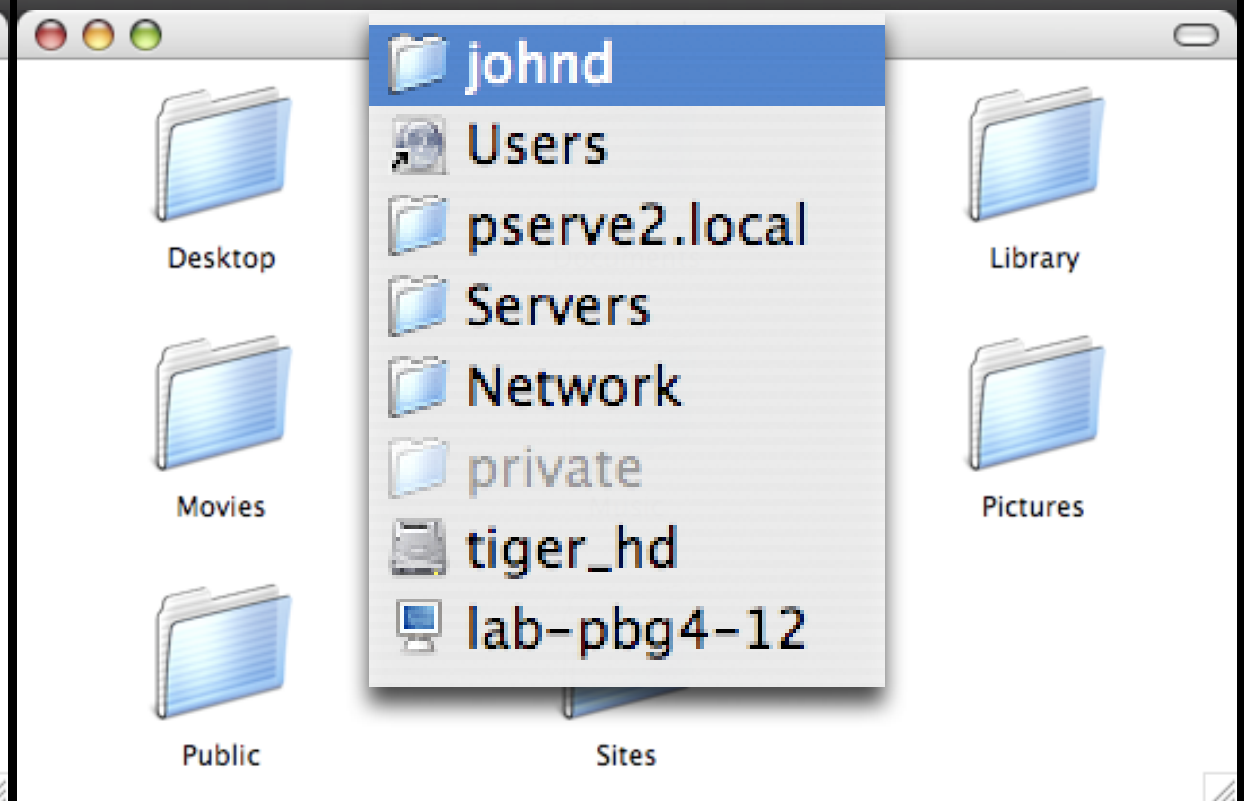 johnd
Users
pserve2.local
Servers
Network
private
tiger_hd
lab-pbg4-12
Desktop
Library
Movies
Pictures
Public
Sites